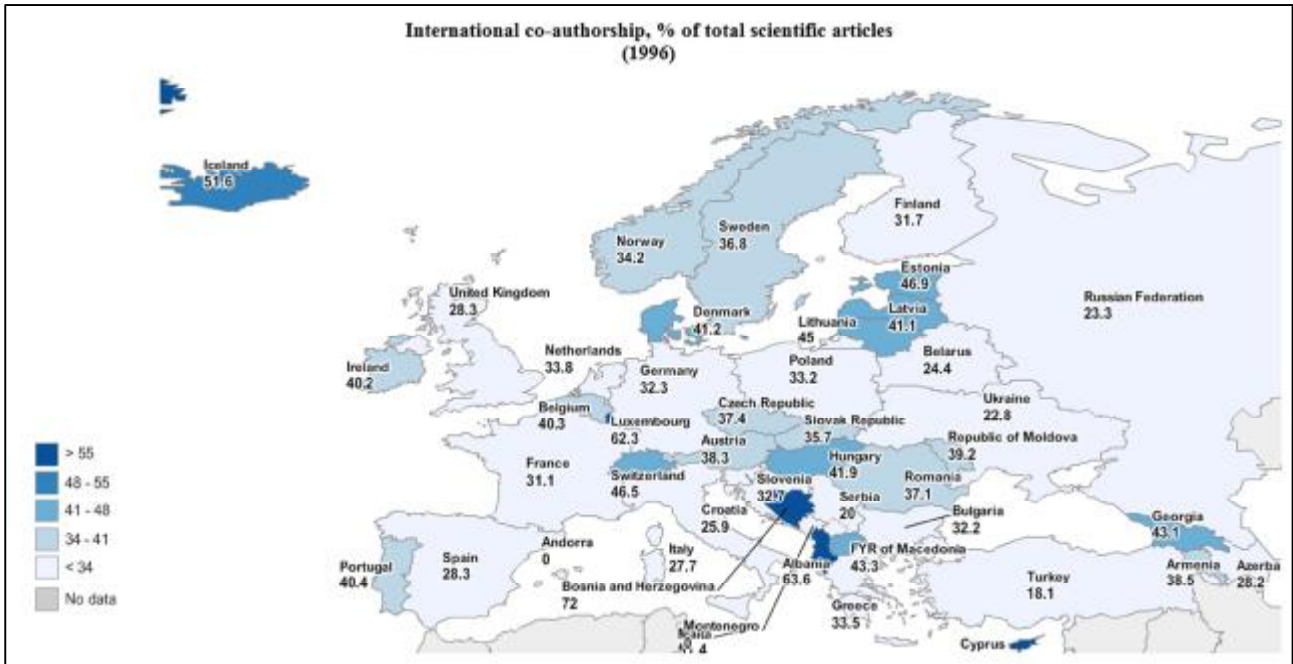 International co-authorship, % of total scientific articles
(1996)
Iceland
51.6
Finland
31.7
Norway
34.2
Sweden
36.8
Estonia
46.9
United Kingdom
28.3
Russian Federation
23.3
Denmark
41.2
Lithuania
45
Latvia
41.1
Ireland
40.2
Netherlands
33.8
Germany
32.3
Poland
33.2
Belarus
24.4
Belgium
40.3
Luxembourg
62.3
Czech Republic
37.4
Slovak Republic
35.7
Ukraine
22.8
Republic of Moldova
39.2
Austria
38.3
Hungary
41.9
Romania
37.1
France
31.1
Switzerland
46.5
Slovenia
32.7
Serbia
20
Croatia
25.9
Bulgaria
32.2
Georgia
43.1
Portugal
40.4
Spain
28.3
Andorra
0
Italy
27.7
Albania
63.6
FYR of Macedonia
43.3
Bosnia and Herzegovina
72
Turkey
18.1
Armenia
38.5
Azerba
28.2
Greece
33.5
Montenegro
Cyprus
> 55
48 - 55
41 - 48
34 - 41
< 34
No data